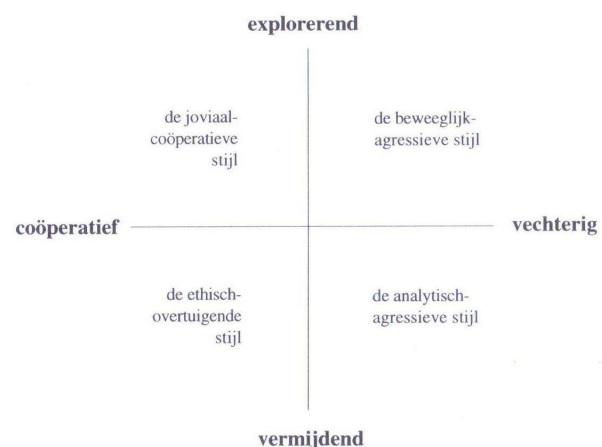 explorerend
de joviaal-
coöperatieve
stijl
de beweeglijk-
agressieve stijl
coöperatief
vechterig
de ethisch-
overtuigende
stijl
de analytisch-
agressieve stijl
vermijdend